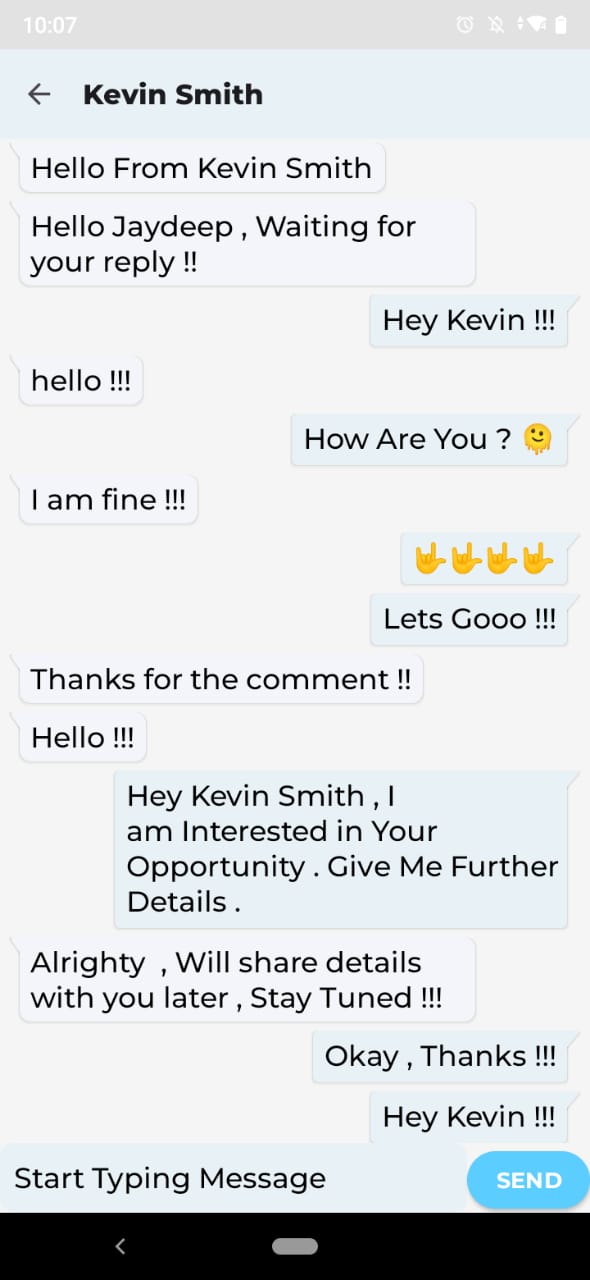 10:07
Kevin Smith
Hello From Kevin Smith
Hello Jaydeep , Waiting for
your reply !!
Hey Kevin !!!
hello !!!
How Are You ? 🫠
I am fine !!!
🤟🤟🤟🤟
Lets Gooo !!!
Thanks for the comment !!
Hello !!!
Hey Kevin Smith , I
am Interested in Your
Opportunity . Give Me Further
Details .
Alrighty  , Will share details
with you later , Stay Tuned !!!
Okay , Thanks !!!
Hey Kevin !!!
Start Typing Message
SEND